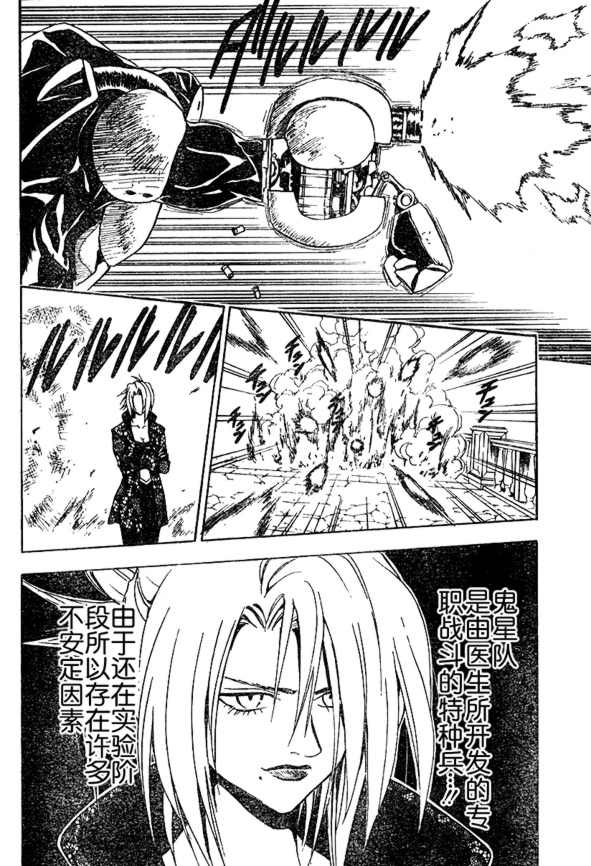 ルルルル
チュン
チュン
チュン
チュン
チュン
ルルルル
鬼星队
是由医生所开发的专
职战斗的特种兵…!!
由于还在实验阶
段所以存在许多
不安定因素